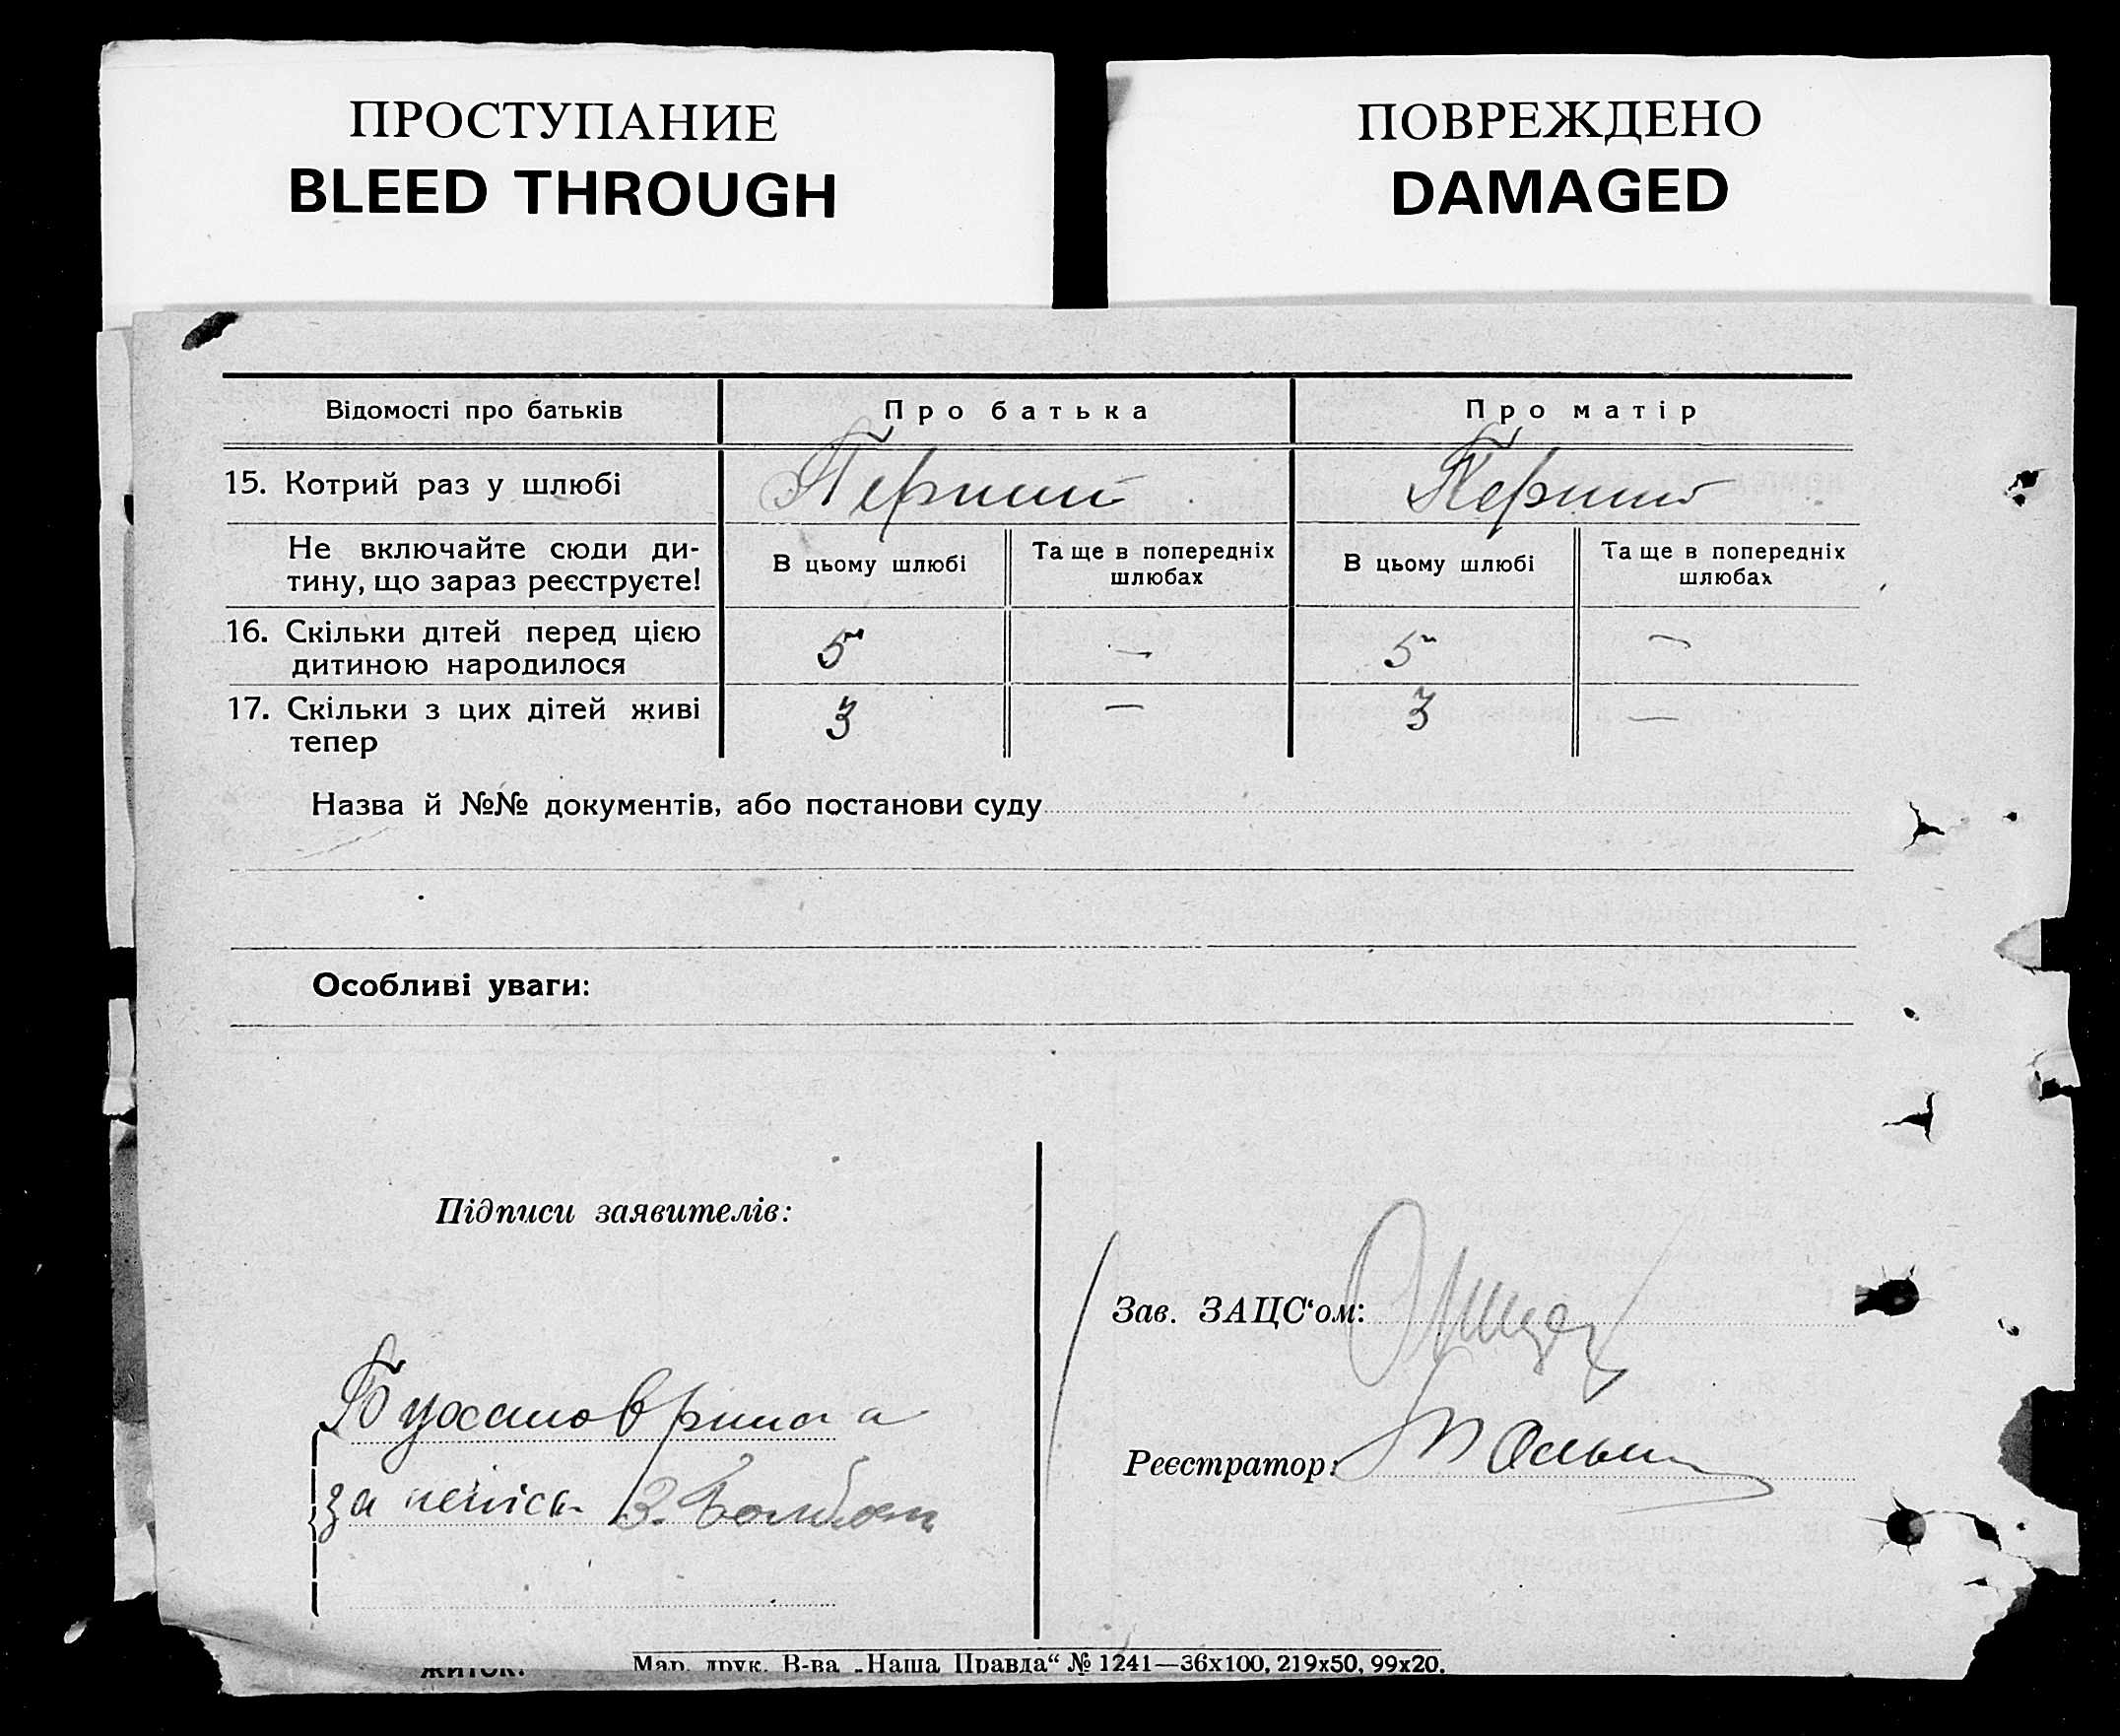 ПРОСТУПАНИЕ
BLEED THROUGH
ПОВРЕЖДЕНО
DAMAGED
Відомості про батьків
Про батька
Про матір
15. Котрий раз у шлюбі
Перший
Перший
Не включайте сюди ди-
тину, що зараз реєструєте!
В цьому шлюбі
Та ще в попередніх
шлюбах
В цьому шлюбі
Та ще в попередніх
шлюбах
16. Скільки дітей перед цією
дитиною народилося
5
—
5
—
17. Скільки з цих дітей живі
тепер
3
—
3
—
Назва й №№ документів, або постанови суду
Особливі уваги:
Підписи заявителів:
за
Зав. ЗАЦС‘ом:
Реєстратор:
Мар. друк. В-ва „Наша Правда“ № 1241—36x100, 219x50, 99x20.